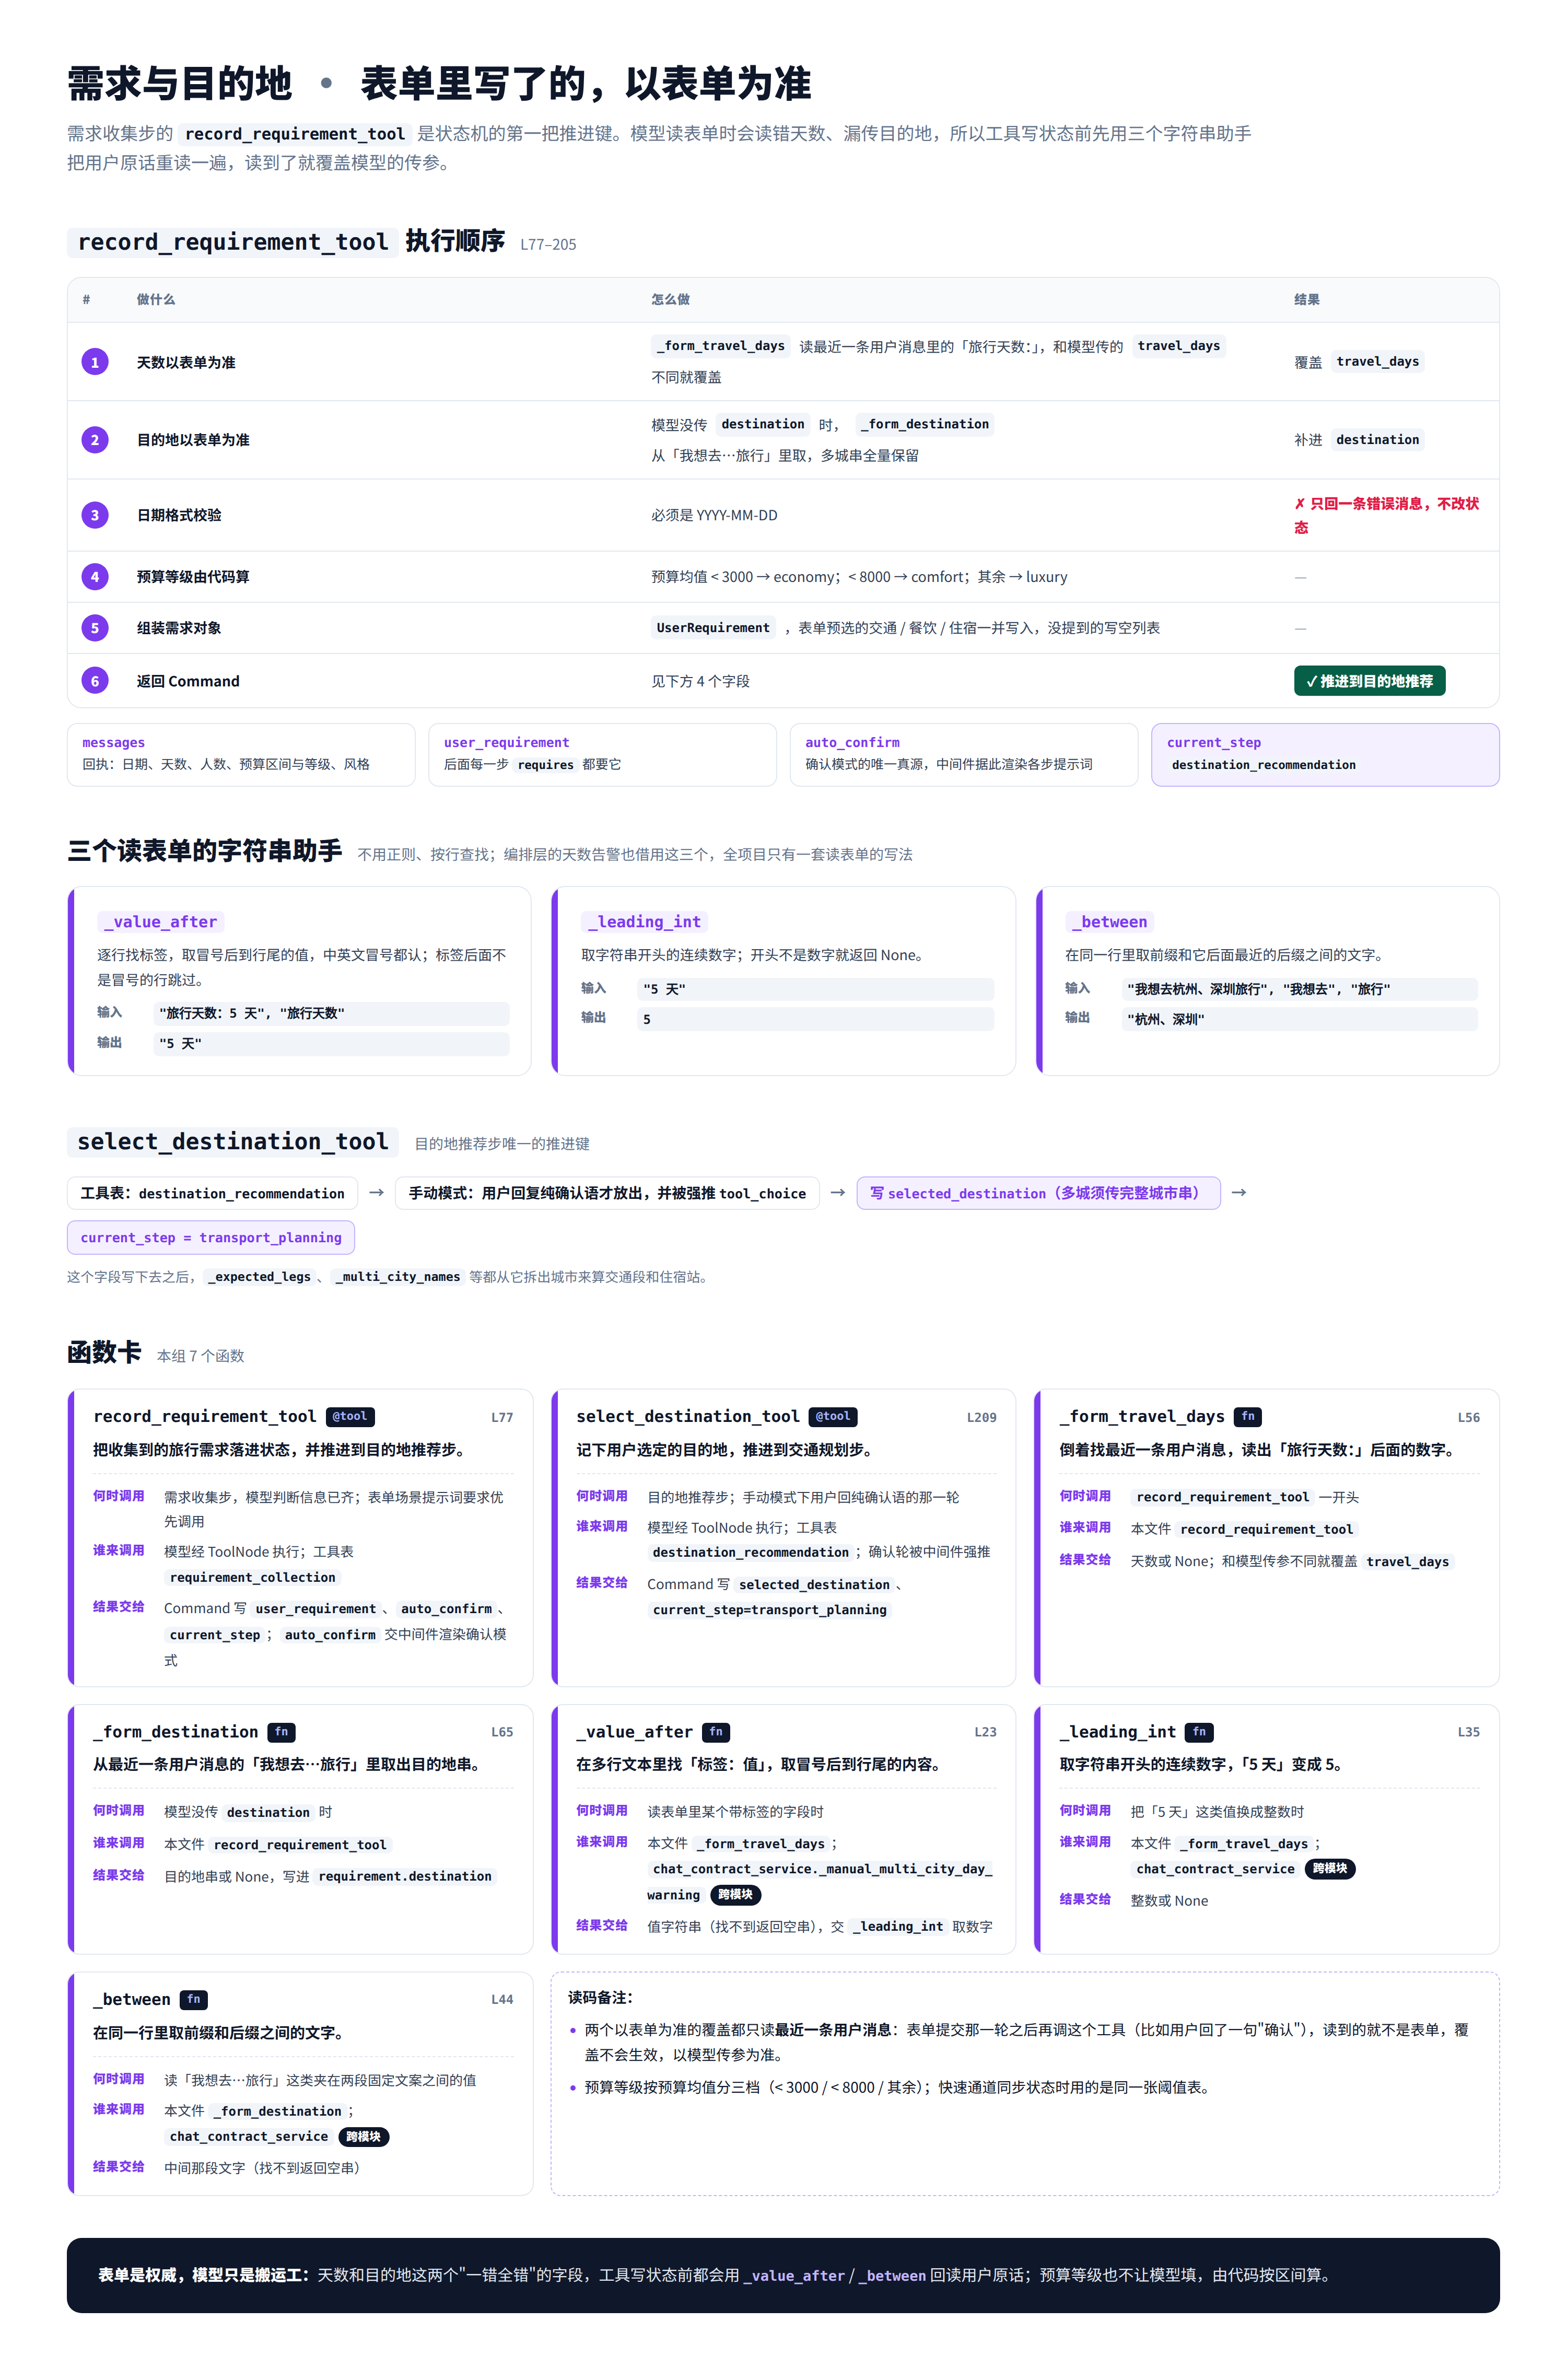 需求与目的地 • 表单里写了的，以表单为准
需求收集步的 record_requirement_tool 是状态机的第一把推进键。模型读表单时会读错天数、漏传目的地，所以工具写状态前先用三个字符串助手
把用户原话重读一遍，读到了就覆盖模型的传参。
record_requirement_tool 执行顺序 L77–205
# 做什么 怎么做 结果
1 天数以表单为准 _form_travel_days 读最近一条用户消息里的「旅行天数：」，和模型传的 travel_days
不同就覆盖 覆盖 travel_days
2 目的地以表单为准 模型没传 destination 时， _form_destination
从「我想去…旅行」里取，多城串全量保留 补进 destination
3 日期格式校验 必须是 YYYY-MM-DD ✗ 只回一条错误消息，不改状
态
4 预算等级由代码算 预算均值 < 3000 → economy；< 8000 → comfort；其余 → luxury —
5 组装需求对象 UserRequirement ，表单预选的交通 / 餐饮 / 住宿一并写入，没提到的写空列表 —
6 返回 Command 见下方 4 个字段 ✓ 推进到目的地推荐
messages
回执：日期、天数、人数、预算区间与等级、风格
user_requirement
后面每一步 requires 都要它
auto_confirm
确认模式的唯一真源，中间件据此渲染各步提示词
current_step
destination_recommendation
三个读表单的字符串助手 不用正则、按行查找；编排层的天数告警也借用这三个，全项目只有一套读表单的写法
_value_after
逐行找标签，取冒号后到行尾的值，中英文冒号都认；标签后面不
是冒号的行跳过。
输入 "旅行天数：5 天", "旅行天数"
输出 "5 天"
_leading_int
取字符串开头的连续数字；开头不是数字就返回 None。
输入 "5 天"
输出 5
_between
在同一行里取前缀和它后面最近的后缀之间的文字。
输入 "我想去杭州、深圳旅行", "我想去", "旅行"
输出 "杭州、深圳"
select_destination_tool 目的地推荐步唯一的推进键
工具表：destination_recommendation → 手动模式：用户回复纯确认语才放出，并被强推 tool_choice → 写 selected_destination（多城须传完整城市串） →
current_step = transport_planning
这个字段写下去之后，_expected_legs 、 _multi_city_names 等都从它拆出城市来算交通段和住宿站。
函数卡 本组 7 个函数
record_requirement_tool @tool L77
把收集到的旅行需求落进状态，并推进到目的地推荐步。
何时调用 需求收集步，模型判断信息已齐；表单场景提示词要求优
先调用
谁来调用 模型经 ToolNode 执行；工具表
requirement_collection
结果交给 Command 写 user_requirement 、 auto_confirm 、
current_step ； auto_confirm 交中间件渲染确认模
式
select_destination_tool @tool L209
记下用户选定的目的地，推进到交通规划步。
何时调用 目的地推荐步；手动模式下用户回纯确认语的那一轮
谁来调用 模型经 ToolNode 执行；工具表
destination_recommendation ；确认轮被中间件强推
结果交给 Command 写 selected_destination 、
current_step=transport_planning
_form_travel_days fn L56
倒着找最近一条用户消息，读出「旅行天数：」后面的数字。
何时调用 record_requirement_tool 一开头
谁来调用 本文件 record_requirement_tool
结果交给 天数或 None；和模型传参不同就覆盖 travel_days
_form_destination fn L65
从最近一条用户消息的「我想去…旅行」里取出目的地串。
何时调用 模型没传 destination 时
谁来调用 本文件 record_requirement_tool
结果交给 目的地串或 None，写进 requirement.destination
_value_after fn L23
在多行文本里找「标签：值」，取冒号后到行尾的内容。
何时调用 读表单里某个带标签的字段时
谁来调用 本文件 _form_travel_days ；
chat_contract_service._manual_multi_city_day_
warning 跨模块
结果交给 值字符串（找不到返回空串），交 _leading_int 取数字
_leading_int fn L35
取字符串开头的连续数字，「5 天」变成 5。
何时调用 把「5 天」这类值换成整数时
谁来调用 本文件 _form_travel_days ；
chat_contract_service 跨模块
结果交给 整数或 None
_between fn L44
在同一行里取前缀和后缀之间的文字。
何时调用 读「我想去…旅行」这类夹在两段固定文案之间的值
谁来调用 本文件 _form_destination ；
chat_contract_service 跨模块
结果交给 中间那段文字（找不到返回空串）
读码备注：
• 两个以表单为准的覆盖都只读最近一条用户消息：表单提交那一轮之后再调这个工具（比如用户回了一句"确认"），读到的就不是表单，覆
盖不会生效，以模型传参为准。
• 预算等级按预算均值分三档（< 3000 / < 8000 / 其余）；快速通道同步状态时用的是同一张阈值表。
表单是权威，模型只是搬运工：天数和目的地这两个"一错全错"的字段，工具写状态前都会用 _value_after / _between 回读用户原话；预算等级也不让模型填，由代码按区间算。